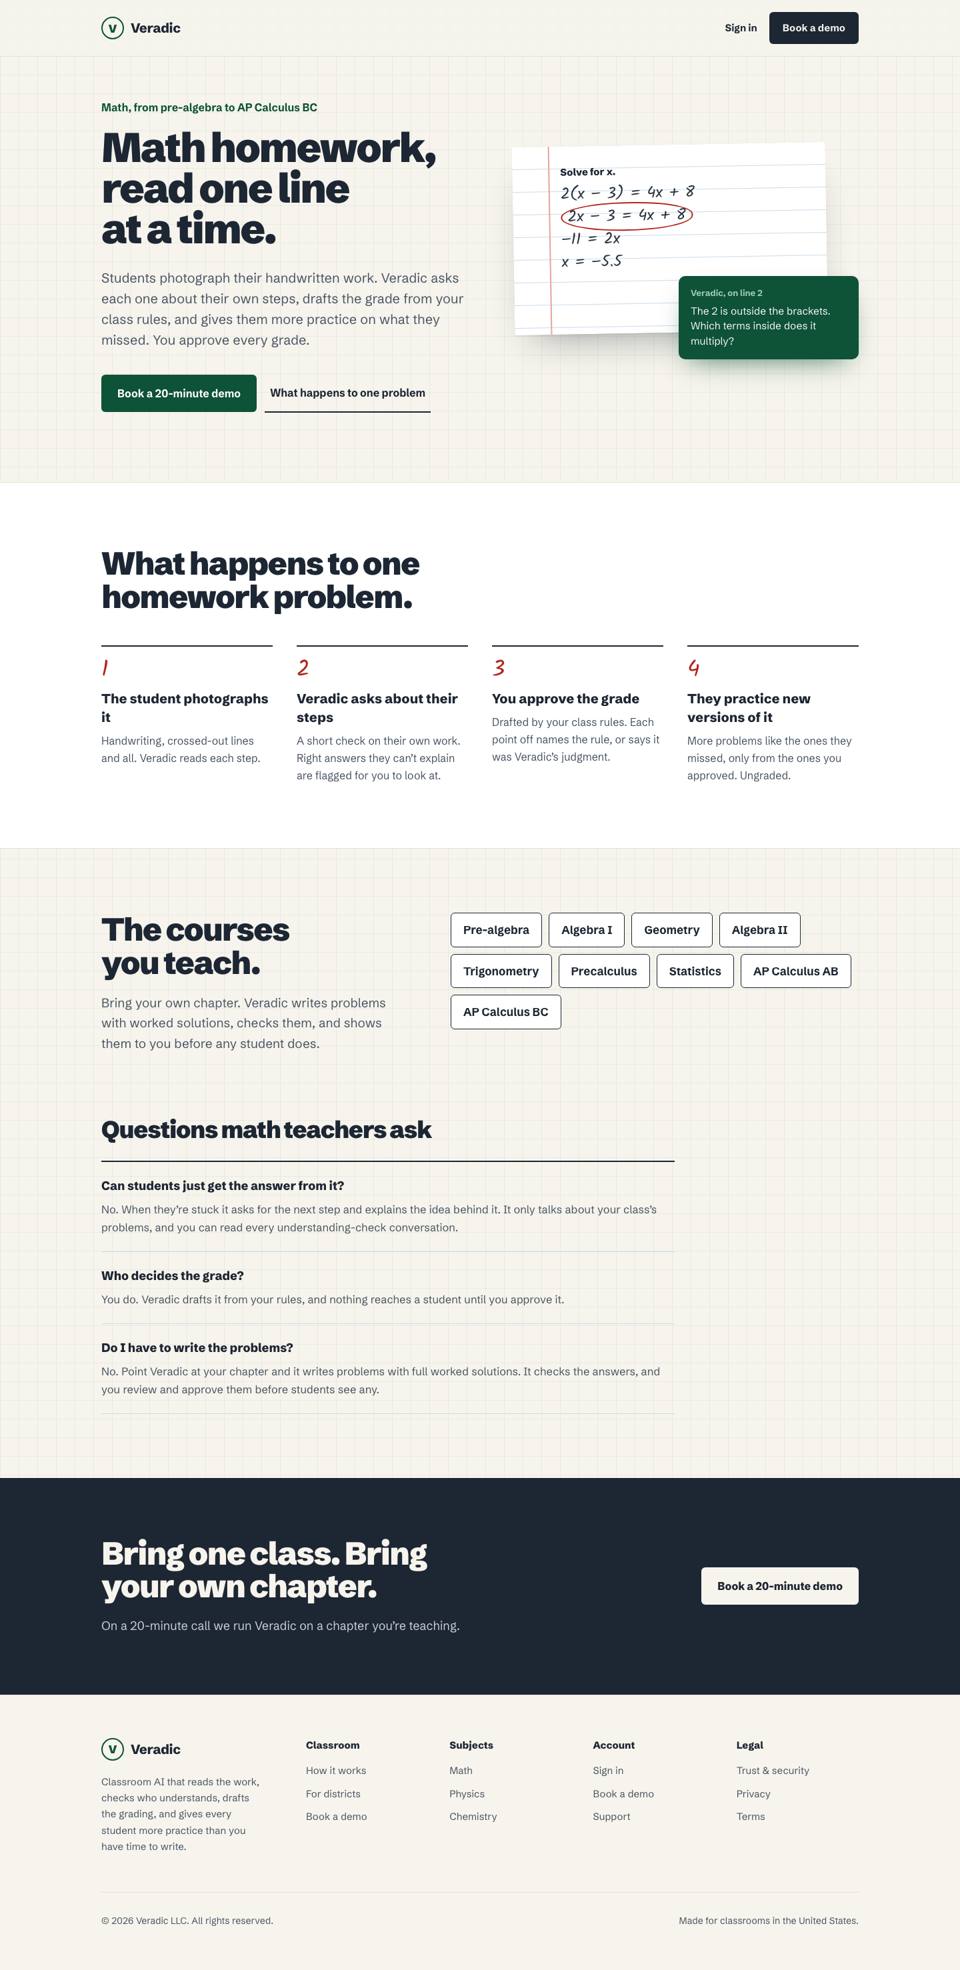 V Veradic
Sign in
Book a demo
Math, from pre-algebra to AP Calculus BC
Math homework,
read one line
at a time.
Students photograph their handwritten work. Veradic asks
each one about their own steps, drafts the grade from your
class rules, and gives them more practice on what they
missed. You approve every grade.
Book a 20-minute demo
What happens to one problem
Solve for x.
2(x − 3) = 4x + 8
2x − 3 = 4x + 8
−11 = 2x
x = −5.5
Veradic, on line 2
The 2 is outside the brackets.
Which terms inside does it
multiply?
What happens to one
homework problem.
1
The student photographs
it
Handwriting, crossed-out lines
and all. Veradic reads each step.
2
Veradic asks about their
steps
A short check on their own work.
Right answers they can't explain
are flagged for you to look at.
3
You approve the grade
Drafted by your class rules. Each
point off names the rule, or says it
was Veradic's judgment.
4
They practice new
versions of it
More problems like the ones they
missed, only from the ones you
approved. Ungraded.
The courses
you teach.
Bring your own chapter. Veradic writes problems
with worked solutions, checks them, and shows
them to you before any student does.
Pre-algebra
Algebra I
Geometry
Algebra II
Trigonometry
Precalculus
Statistics
AP Calculus AB
AP Calculus BC
Questions math teachers ask
Can students just get the answer from it?
No. When they're stuck it asks for the next step and explains the idea behind it. It only talks about your class's
problems, and you can read every understanding-check conversation.
Who decides the grade?
You do. Veradic drafts it from your rules, and nothing reaches a student until you approve it.
Do I have to write the problems?
No. Point Veradic at your chapter and it writes problems with full worked solutions. It checks the answers, and
you review and approve them before students see any.
Bring one class. Bring
your own chapter.
On a 20-minute call we run Veradic on a chapter you're teaching.
Book a 20-minute demo
V Veradic
Classroom AI that reads the work,
checks who understands, drafts
the grading, and gives every
student more practice than you
have time to write.
Classroom
How it works
For districts
Book a demo
Subjects
Math
Physics
Chemistry
Account
Sign in
Book a demo
Support
Legal
Trust & security
Privacy
Terms
© 2026 Veradic LLC. All rights reserved.
Made for classrooms in the United States.